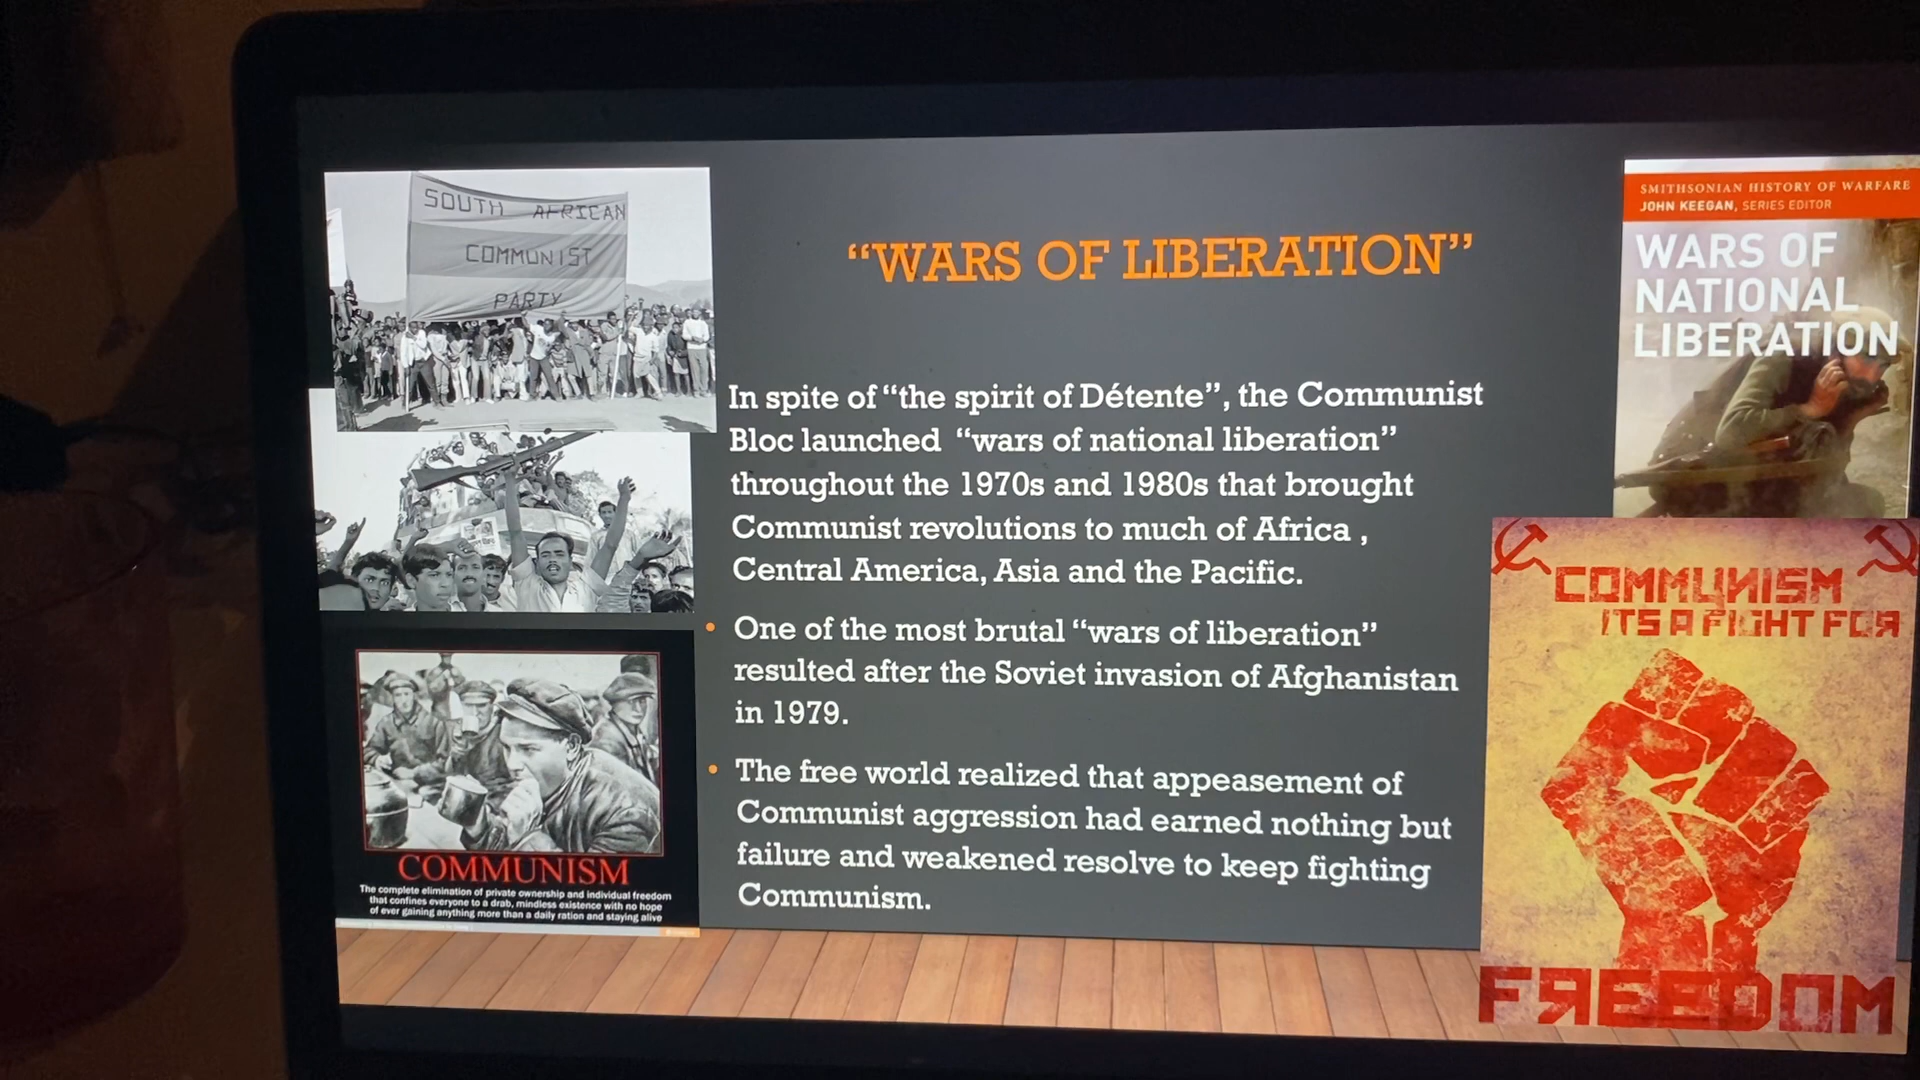 SOUTH AFRICAN
COMMUNIST
PARTY
COMMUNISM
The complete elimination of private ownership and individual freedom
that confines everyone to a drab, mindless existence with no hope
of ever gaining anything more than a daily ration and staying alive
“WARS OF LIBERATION”
In spite of “the spirit of Détente”, the Communist
Bloc launched “wars of national liberation”
throughout the 1970s and 1980s that brought
Communist revolutions to much of Africa ,
Central America, Asia and the Pacific.
• One of the most brutal “wars of liberation”
resulted after the Soviet invasion of Afghanistan
in 1979.
• The free world realized that appeasement of
Communist aggression had earned nothing but
failure and weakened resolve to keep fighting
Communism.
SMITHSONIAN HISTORY OF WARFARE
JOHN KEEGAN, SERIES EDITOR
WARS OF
NATIONAL
LIBERATION
COMMUNISM
ITS A FIGHT FOR
FREEDOM